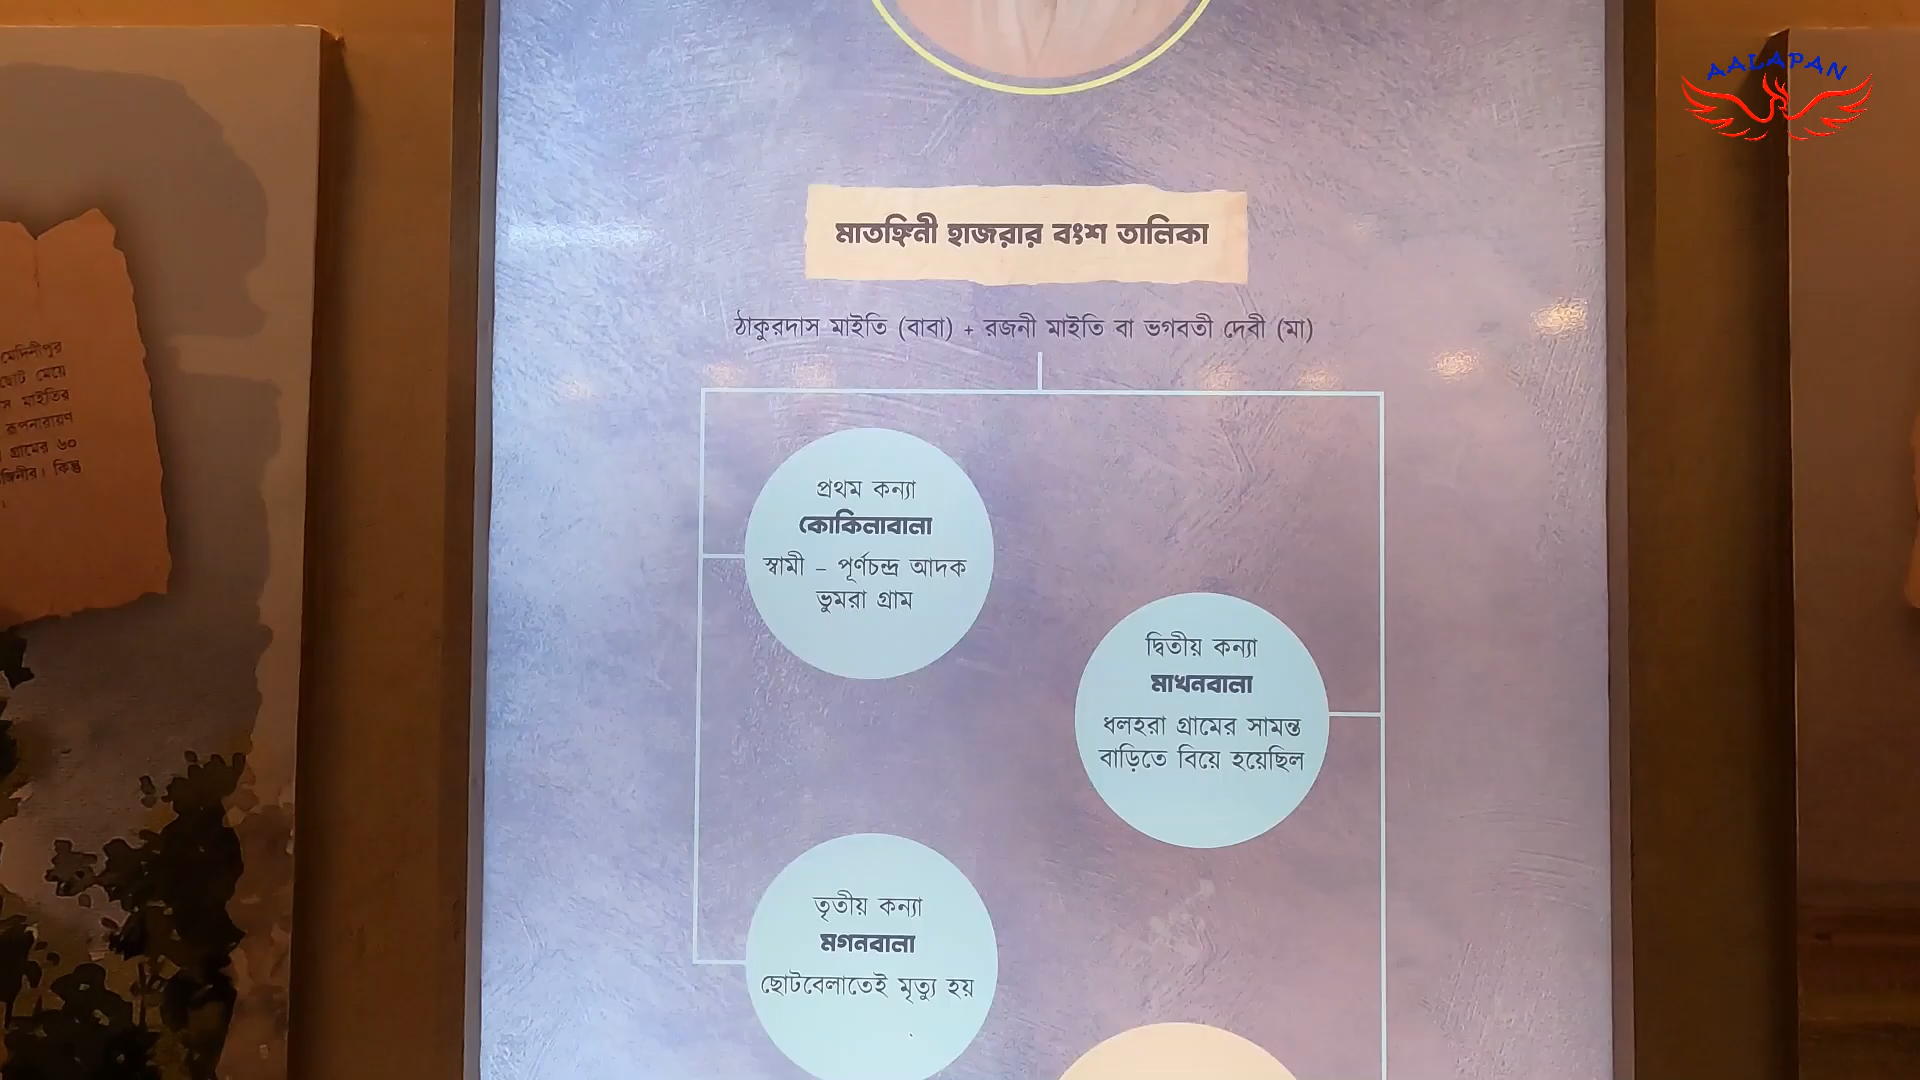 AALAPAN
মাতঙ্গিনী হাজরার বংশ তালিকা
ঠাকুরদাস মাইতি (বাবা) + রজনী মাইতি বা ভগবতী দেবী (মা)
প্রথম কন্যা
কোকিলাবালা
স্বামী – পূর্ণচন্দ্র আদক
ভুমরা গ্রাম
দ্বিতীয় কন্যা
মাখনবালা
ধলহরা গ্রামের সামন্ত
বাড়িতে বিয়ে হয়েছিল
তৃতীয় কন্যা
মগনবালা
ছোটবেলাতেই মৃত্যু হয়
মেদিনীপুর
ছোট মেয়ে
মাইতির
রূপনারায়ণ
গ্রামের ৬০
কিন্তু